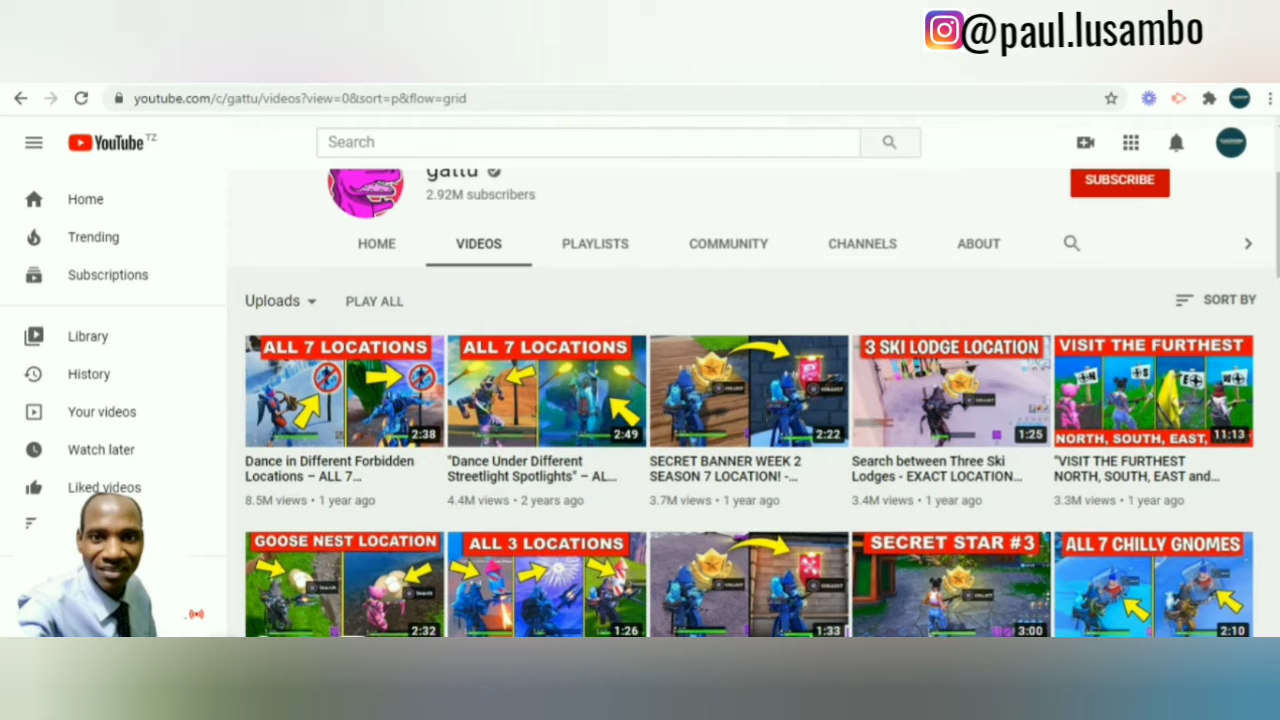 @paul.lusambo
youtube.com/c/gattu/videos?view=0&sort=p&flow=grid
YouTube TZ
Search
gattu
2.92M subscribers
SUBSCRIBE
Home
Trending
Subscriptions
Library
History
Your videos
Watch later
Liked videos
HOME VIDEOS PLAYLISTS COMMUNITY CHANNELS ABOUT
Uploads PLAY ALL SORT BY
ALL 7 LOCATIONS
2:38
Dance in Different Forbidden
Locations – ALL 7...
8.5M views • 1 year ago
ALL 7 LOCATIONS
2:49
"Dance Under Different
Streetlight Spotlights" – AL...
4.4M views • 2 years ago
COLLECT
COLLECT
2:22
SECRET BANNER WEEK 2
SEASON 7 LOCATION! -...
3.7M views • 1 year ago
3 SKI LODGE LOCATION
COLLECT
1:25
Search between Three Ski
Lodges - EXACT LOCATION...
3.4M views • 1 year ago
VISIT THE FURTHEST
N S E W
NORTH, SOUTH, EAST,
11:13
"VISIT THE FURTHEST
NORTH, SOUTH, EAST and...
3.3M views • 1 year ago
GOOSE NEST LOCATION
Search
Search
2:32
ALL 3 LOCATIONS
1:26
COLLECT
COLLECT
1:33
SECRET STAR #3
COLLECT
3:00
ALL 7 CHILLY GNOMES
2:10